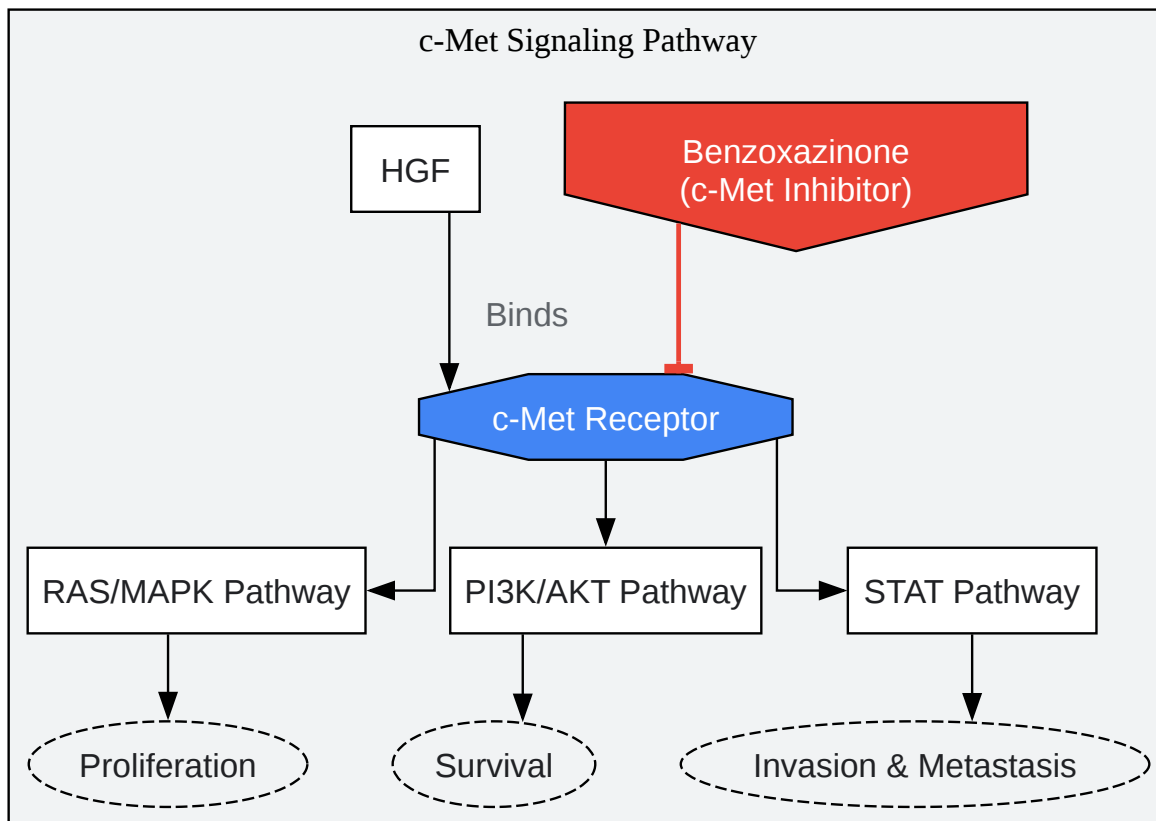 c-Met Signaling Pathway
HGF
Benzoxazinone
(c-Met Inhibitor)
Binds
c-Met Receptor
RAS/MAPK Pathway
PI3K/AKT Pathway
STAT Pathway
Proliferation
Survival
Invasion & Metastasis